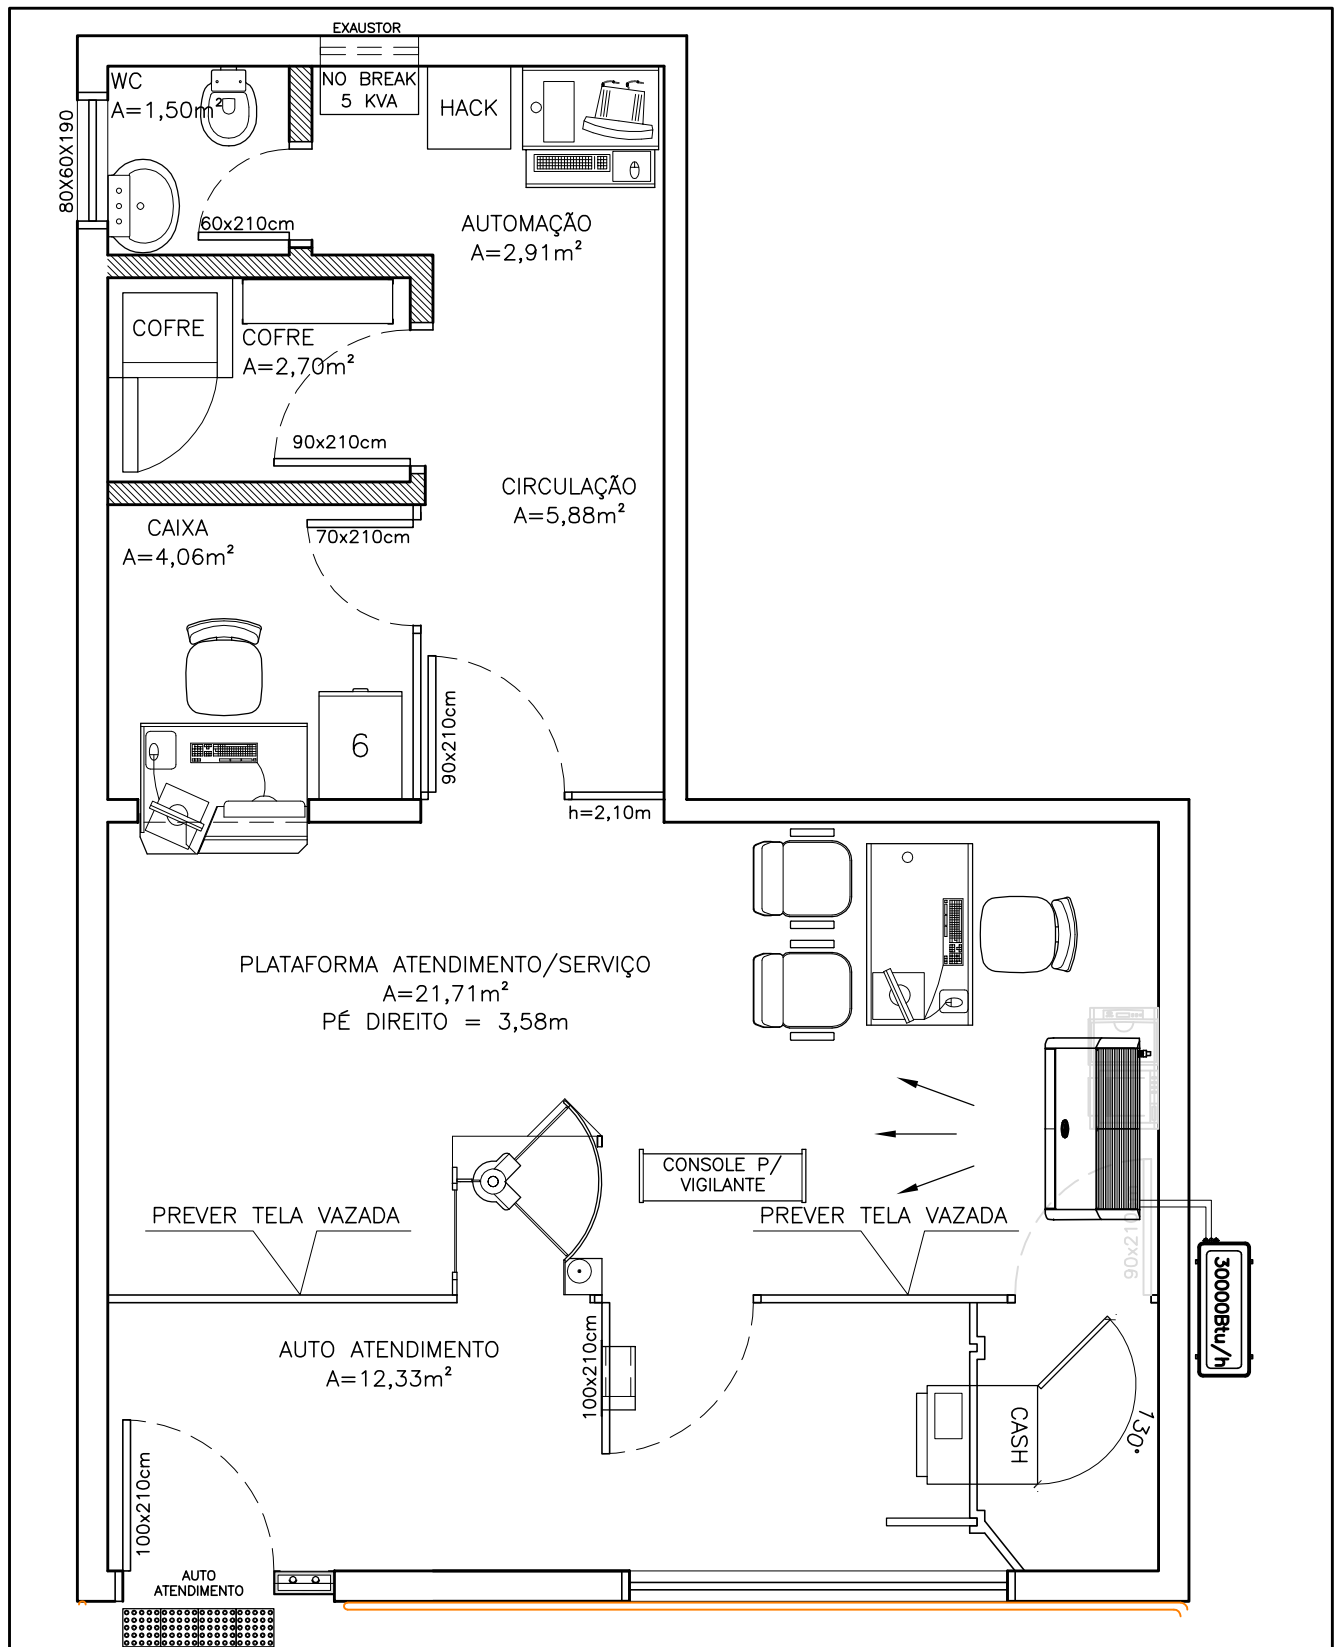 EXAUSTOR
WC
A=1,50m²
NO BREAK
5 KVA
HACK
80X60X190
60x210cm
AUTOMAÇÃO
A=2,91m²
COFRE
COFRE
A=2,70m²
90x210cm
CIRCULAÇÃO
A=5,88m²
CAIXA
A=4,06m²
70x210cm
6
90x210cm
h=2,10m
PLATAFORMA ATENDIMENTO/SERVIÇO
A=21,71m²
PÉ DIREITO = 3,58m
CONSOLE P/
VIGILANTE
PREVER TELA VAZADA
PREVER TELA VAZADA
90x210
30000Btu/h
AUTO ATENDIMENTO
A=12,33m²
100x210cm
CASH
130°
100x210cm
AUTO
ATENDIMENTO